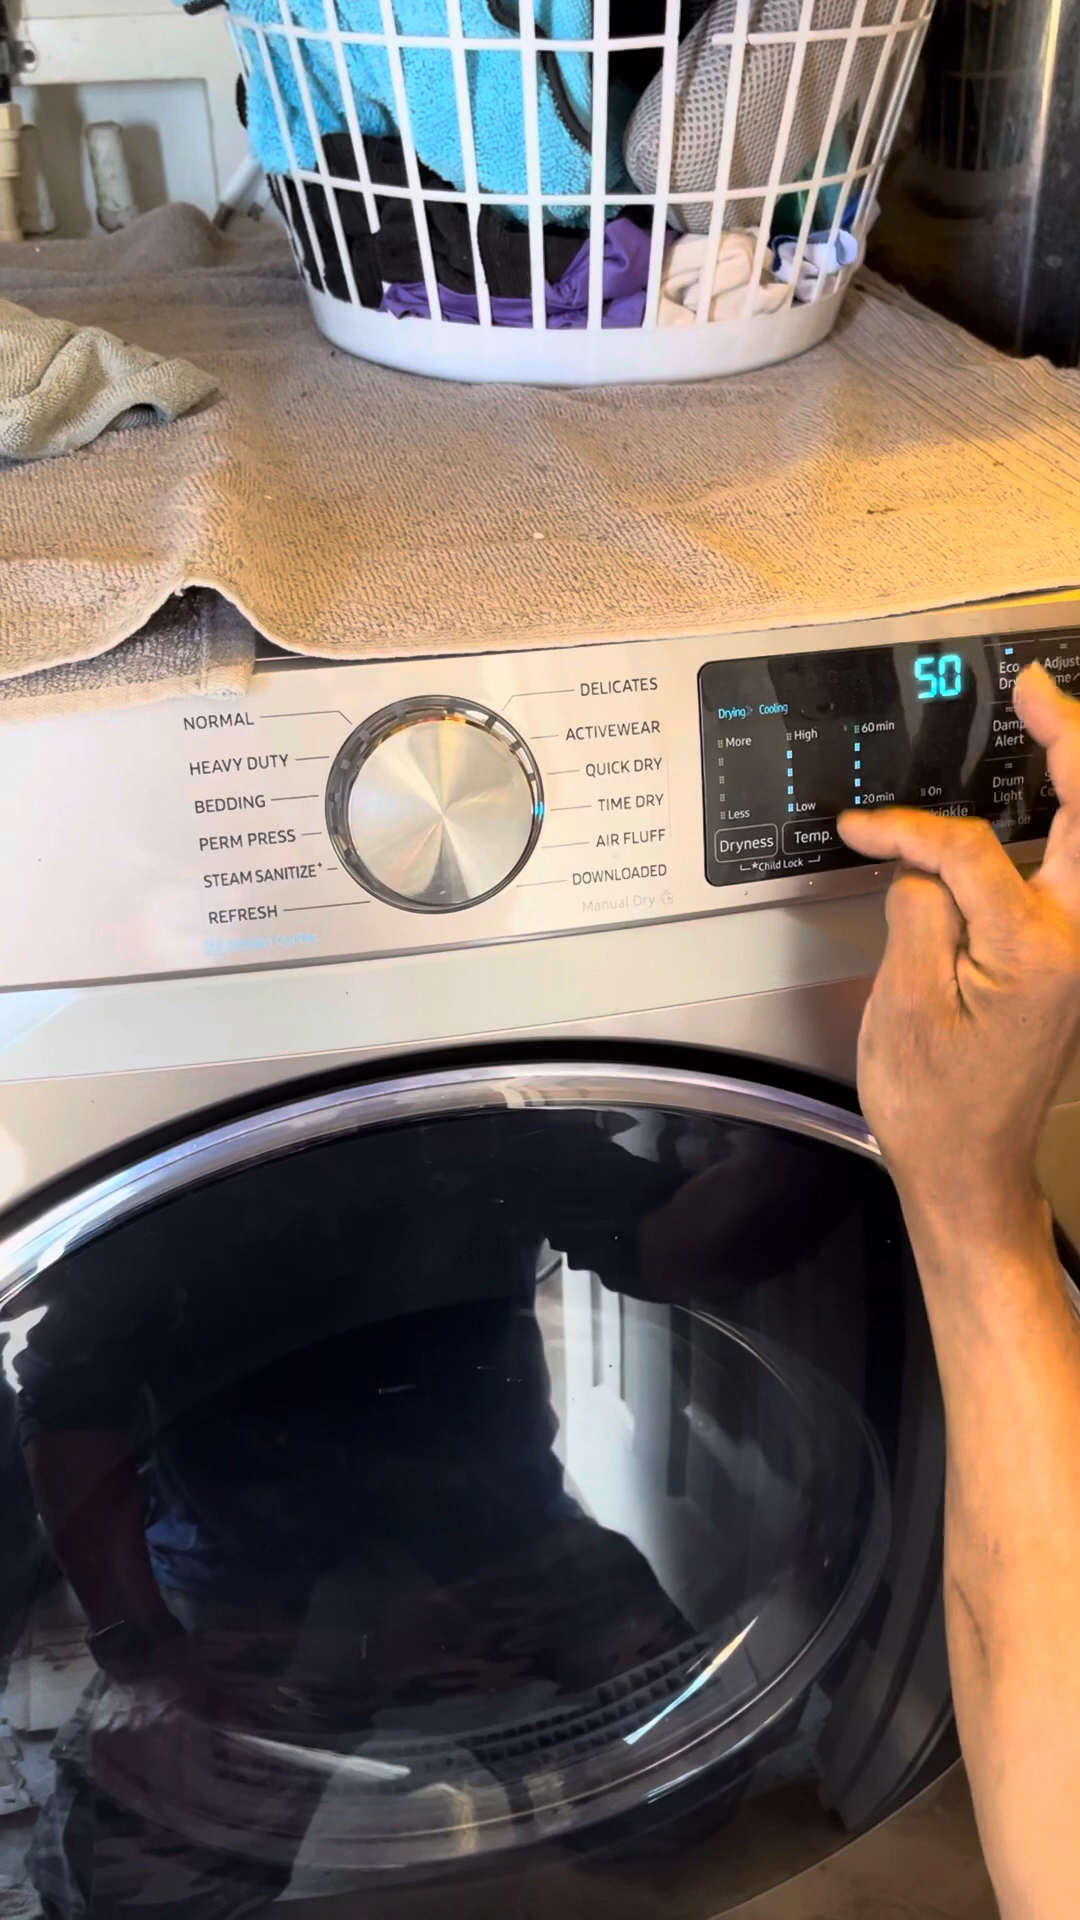 NORMAL
HEAVY DUTY
BEDDING
PERM PRESS
STEAM SANITIZE+
REFRESH
DELICATES
ACTIVEWEAR
QUICK DRY
TIME DRY
AIR FLUFF
DOWNLOADED
Manual Dry
50
Drying Cooling
More High 60 min
Less Low 20 min On
Dryness Temp.
*Child Lock
Eco
Adjust
Damp
Alert
Drum
Light